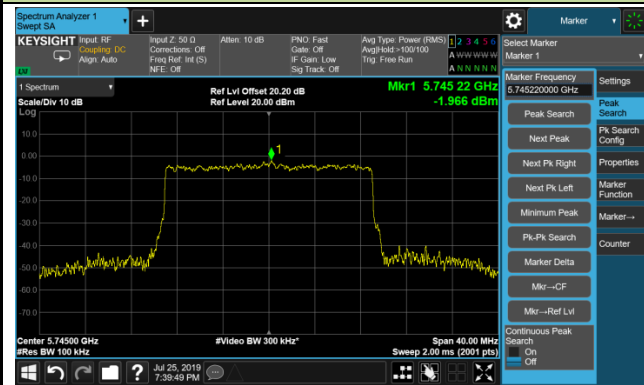 Spectrum Analyzer 1
Swept SA
Marker
KEYSIGHT
Input: RF
Coupling: DC
Align: Auto
Input Z: 50 Ω
Corrections: Off
Freq Ref: Int (S)
NFE: Off
Atten: 10 dB
PNO: Fast
Gate: Off
IF Gain: Low
Sig Track: Off
Avg Type: Power (RMS)
Avg|Hold:>100/100
Trig: Free Run
1 2 3 4 5 6
A W W W W W
A N N N N N
LXI
Select Marker
Marker 1
1 Spectrum
Scale/Div 10 dB
Log
Ref Lvl Offset 20.20 dB
Ref Level 20.00 dBm
Mkr1 5.745 22 GHz
-1.966 dBm
10.0
0.00
-10.0
-20.0
-30.0
-40.0
-50.0
-60.0
-70.0
1
Center 5.74500 GHz
#Res BW 100 kHz
#Video BW 300 kHz*
Span 40.00 MHz
Sweep 2.00 ms (2001 pts)
Marker Frequency
5.745220000 GHz
Peak Search
Next Peak
Next Pk Right
Next Pk Left
Minimum Peak
Pk-Pk Search
Marker Delta
Mkr→CF
Mkr→Ref Lvl
Continuous Peak
Search
On
Off
Settings
Peak
Search
Pk Search
Config
Properties
Marker
Function
Marker→
Counter
Jul 25, 2019
7:39:49 PM